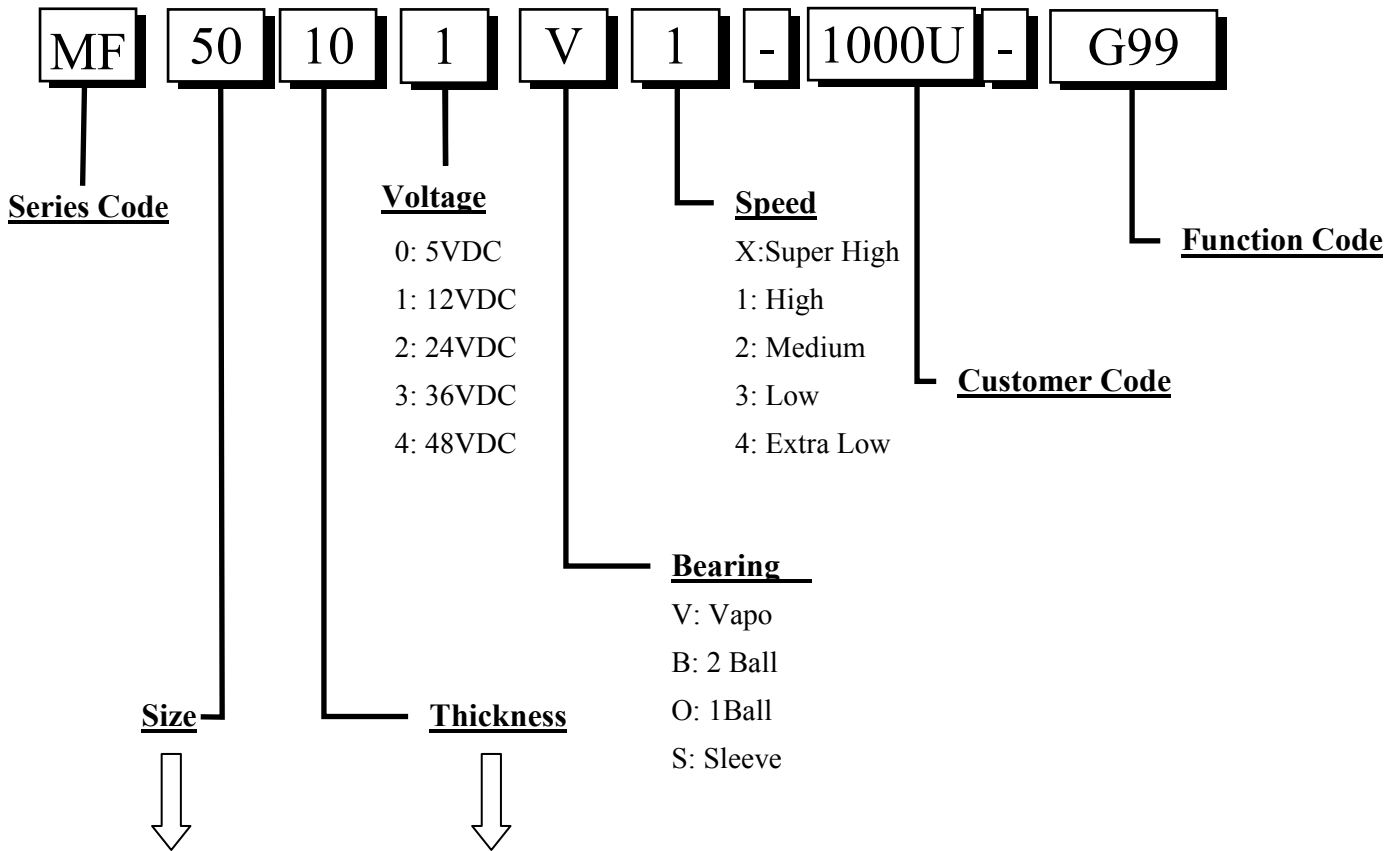 MF 50 10 1 V 1 - 1000U - G99
Series Code
Voltage
0: 5VDC
1: 12VDC
2: 24VDC
3: 36VDC
4: 48VDC
Speed
X:Super High
1: High
2: Medium
3: Low
4: Extra Low
Function Code
Customer Code
Bearing
V: Vapo
B: 2 Ball
O: 1Ball
S: Sleeve
Size
Thickness